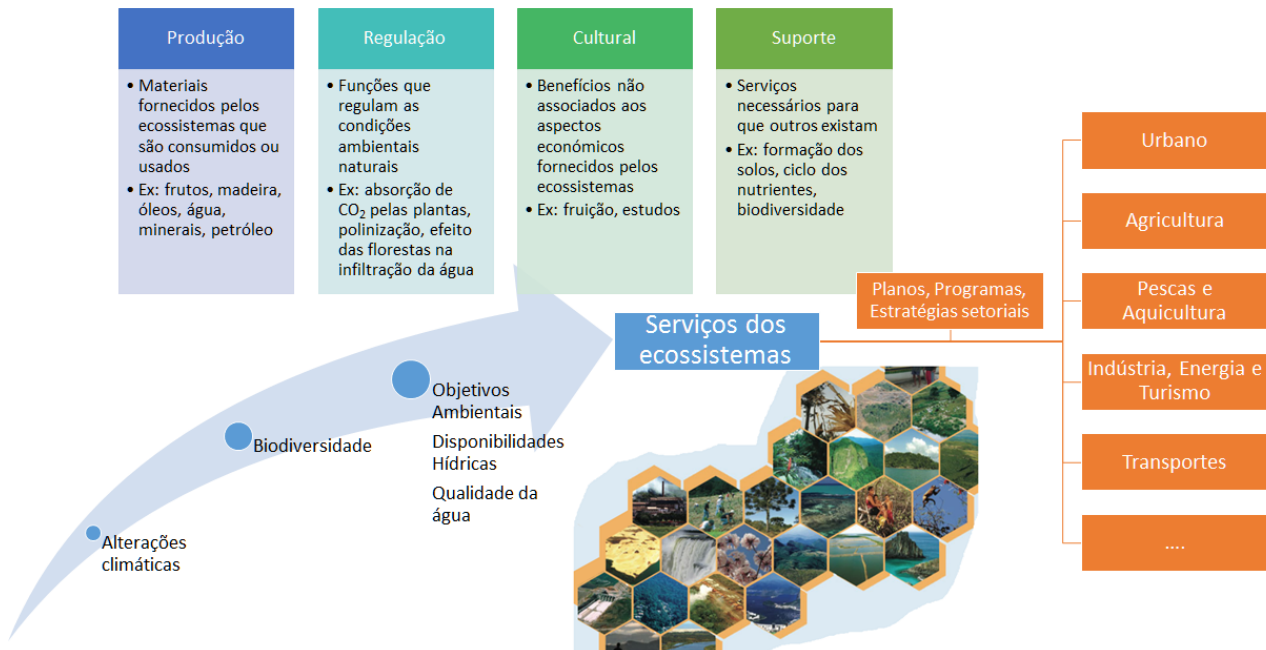 Produção
• Materiais
fornecidos pelos
ecossistemas que
são consumidos ou
usados
• Ex: frutos, madeira,
óleos, água,
minerais, petróleo
Regulação
• Funções que
regulam as
condições
ambientais
naturais
• Ex: absorção de
CO₂ pelas plantas,
polinização, efeito
das florestas na
infiltração da água
Cultural
• Benefícios não
associados aos
aspectos
económicos
fornecidos pelos
ecossistemas
• Ex: fruição, estudos
Suporte
• Serviços
necessários para
que outros existam
• Ex: formação dos
solos, ciclo dos
nutrientes,
biodiversidade
Alterações
climáticas
Biodiversidade
Objetivos
Ambientais
Disponibilidades
Hídricas
Qualidade da
água
Serviços dos
ecossistemas
Planos, Programas,
Estratégias setoriais
Urbano
Agricultura
Pescas e
Aquicultura
Indústria, Energia e
Turismo
Transportes
....